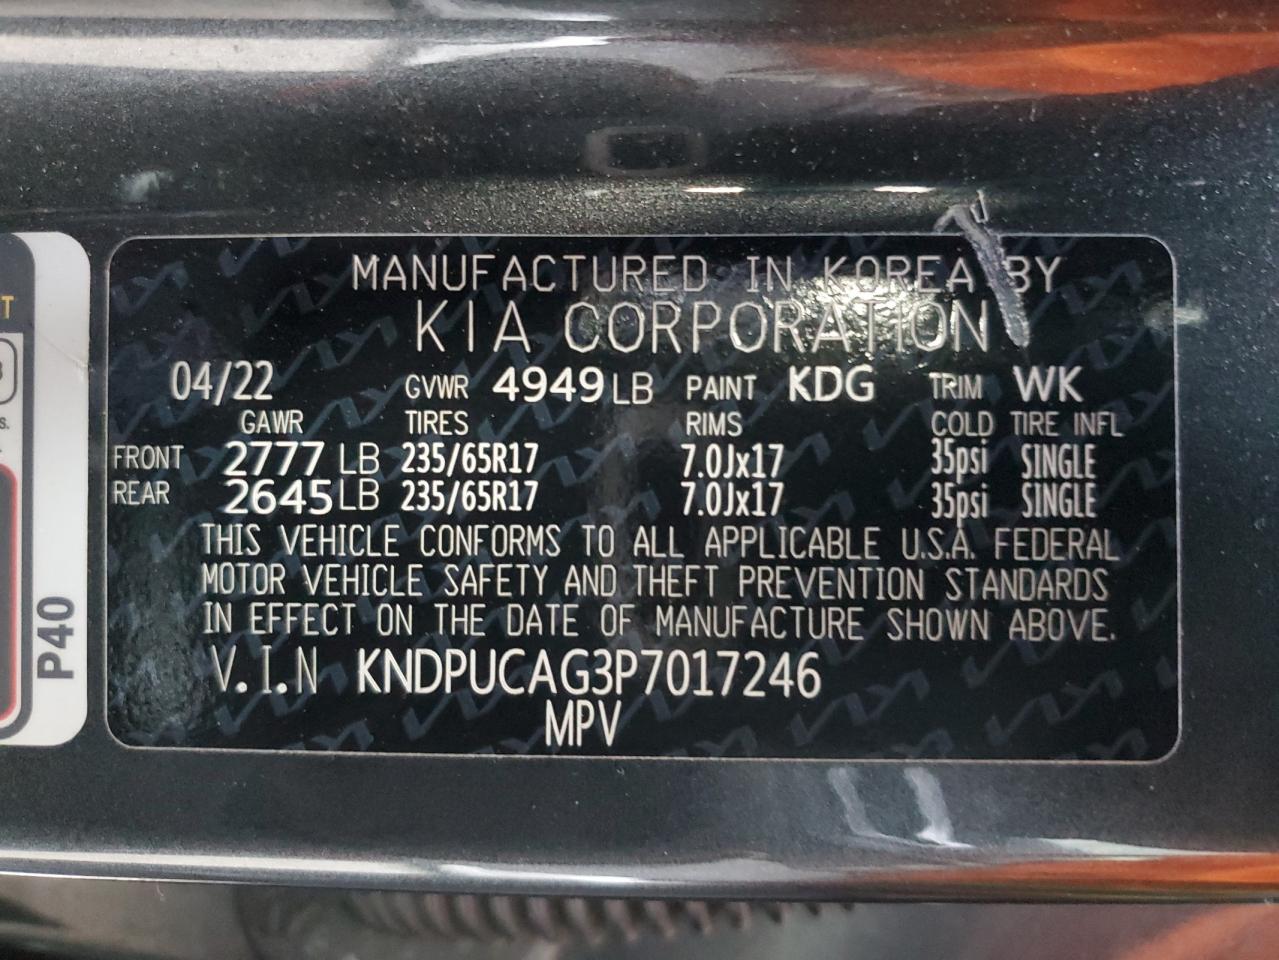 MANUFACTURED IN KOREA BY
KIA CORPORATION
04/22 GVWR 4949 LB PAINT KDG TRIM WK
GAWR TIRES RIMS COLD TIRE INFL
FRONT 2777 LB 235/65R17 7.0Jx17 35psi SINGLE
REAR 2645 LB 235/65R17 7.0Jx17 35psi SINGLE
THIS VEHICLE CONFORMS TO ALL APPLICABLE U.S.A. FEDERAL
MOTOR VEHICLE SAFETY AND THEFT PREVENTION STANDARDS
IN EFFECT ON THE DATE OF MANUFACTURE SHOWN ABOVE.
V.I.N KNDPUCAG3P7017246
MPV
P40